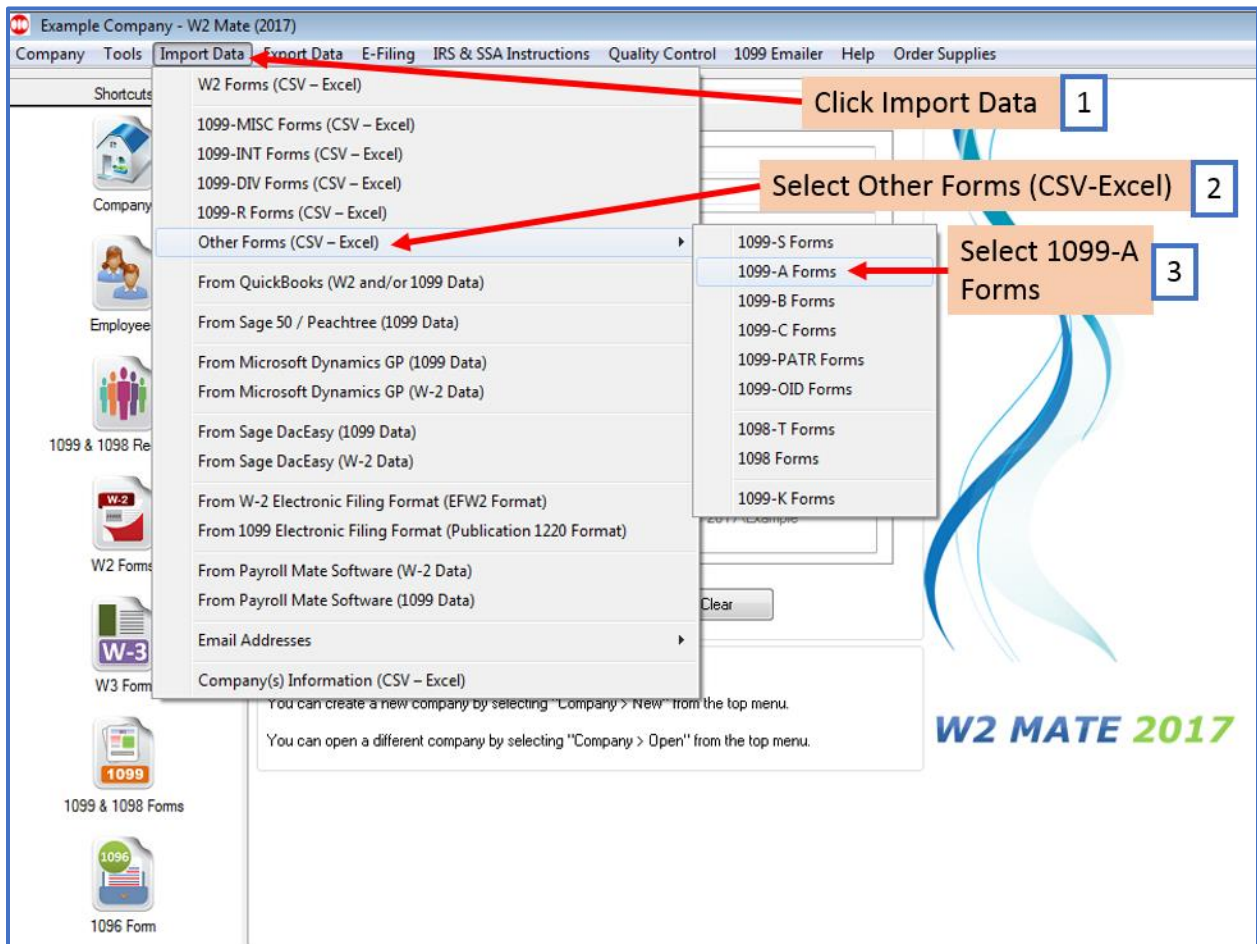 Example Company - W2 Mate (2017)
Company Tools Import Data Export Data E-Filing IRS & SSA Instructions Quality Control 1099 Emailer Help Order Supplies
Shortcuts
Company
Employee
1099 & 1098 Re
W-2
W2 Forms
W-3
W3 Form
1099
1099 & 1098 Forms
1096
1096 Form
W2 Forms (CSV – Excel)
1099-MISC Forms (CSV – Excel)
1099-INT Forms (CSV – Excel)
1099-DIV Forms (CSV – Excel)
1099-R Forms (CSV – Excel)
Other Forms (CSV – Excel)
From QuickBooks (W2 and/or 1099 Data)
From Sage 50 / Peachtree (1099 Data)
From Microsoft Dynamics GP (1099 Data)
From Microsoft Dynamics GP (W-2 Data)
From Sage DacEasy (1099 Data)
From Sage DacEasy (W-2 Data)
From W-2 Electronic Filing Format (EFW2 Format)
From 1099 Electronic Filing Format (Publication 1220 Format)
From Payroll Mate Software (W-2 Data)
From Payroll Mate Software (1099 Data)
Email Addresses
Company(s) Information (CSV – Excel)
1099-S Forms
1099-A Forms
1099-B Forms
1099-C Forms
1099-PATR Forms
1099-OID Forms
1098-T Forms
1098 Forms
1099-K Forms
Click Import Data 1
Select Other Forms (CSV-Excel) 2
Select 1099-A
Forms
3
Clear
You can create a new company by selecting "Company > New" from the top menu.
You can open a different company by selecting "Company > Open" from the top menu.
W2 MATE 2017